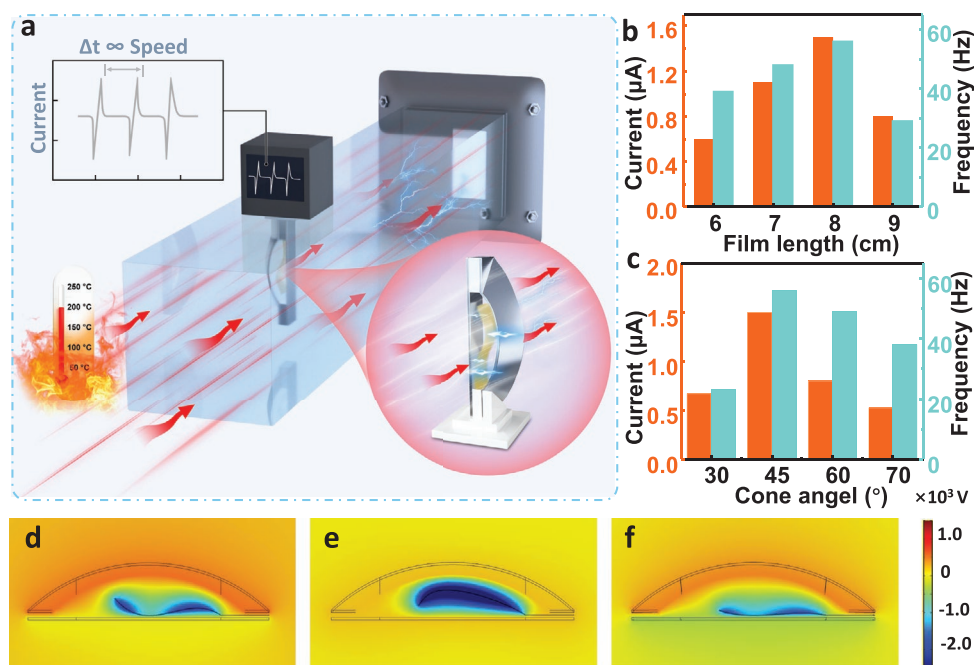 a
Δt ∞ Speed
Current
250 °C
200 °C
150 °C
100 °C
50 °C
b
Current (μA)
1.6
1.2
0.8
0.4
0.0
60
40
20
0
Frequency (Hz)
6 7 8 9
Film length (cm)
c
Current (μA)
2.0
1.5
1.0
0.5
0.0
60
40
20
0
Frequency (Hz)
30 45 60 70
Cone angel (°)
×10³ V
d
e
f
1.0
0
-1.0
-2.0